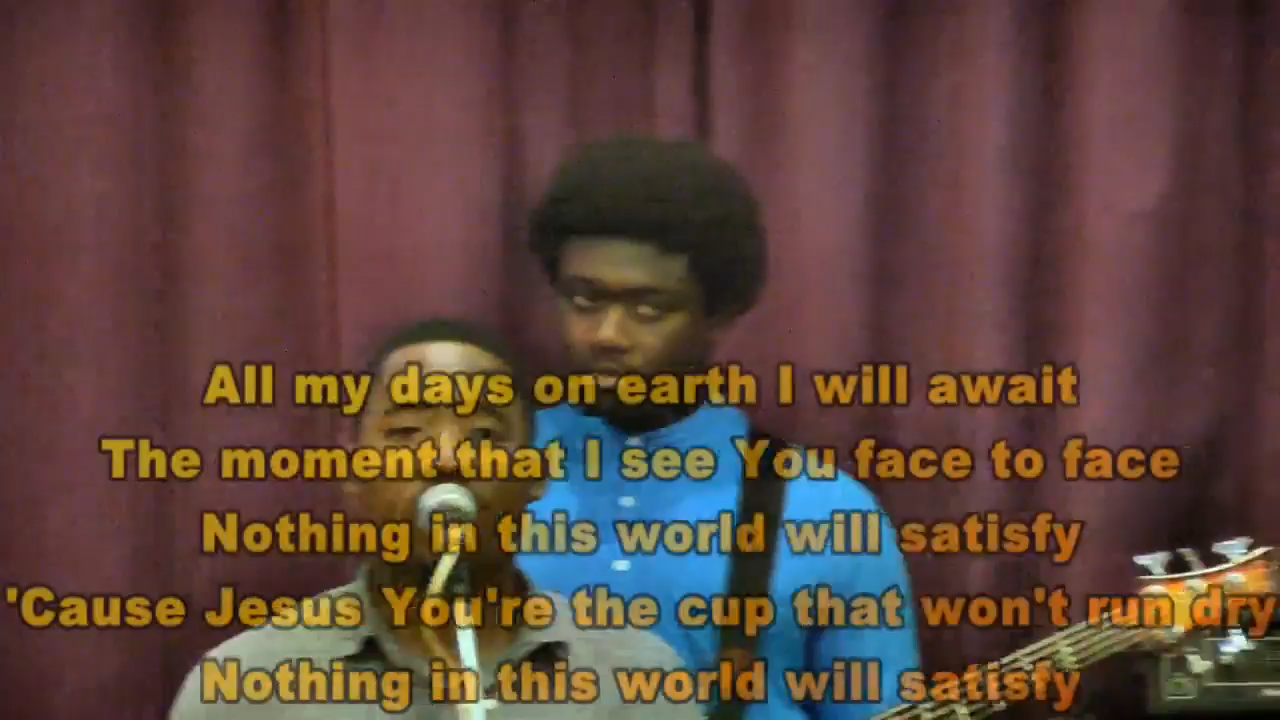 All my days on earth I will await
The moment that I see You face to face
Nothing in this world will satisfy
'Cause Jesus You're the cup that won't run dry
Nothing in this world will satisfy